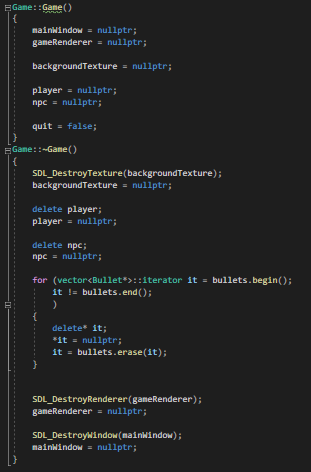 Game::Game()
{
mainWindow = nullptr;
gameRenderer = nullptr;
backgroundTexture = nullptr;
player = nullptr;
npc = nullptr;
quit = false;
}
Game::~Game()
{
SDL_DestroyTexture(backgroundTexture);
backgroundTexture = nullptr;
delete player;
player = nullptr;
delete npc;
npc = nullptr;
for (vector<Bullet*>::iterator it = bullets.begin();
it != bullets.end();
)
{
delete* it;
*it = nullptr;
it = bullets.erase(it);
}
SDL_DestroyRenderer(gameRenderer);
gameRenderer = nullptr;
SDL_DestroyWindow(mainWindow);
mainWindow = nullptr;
}